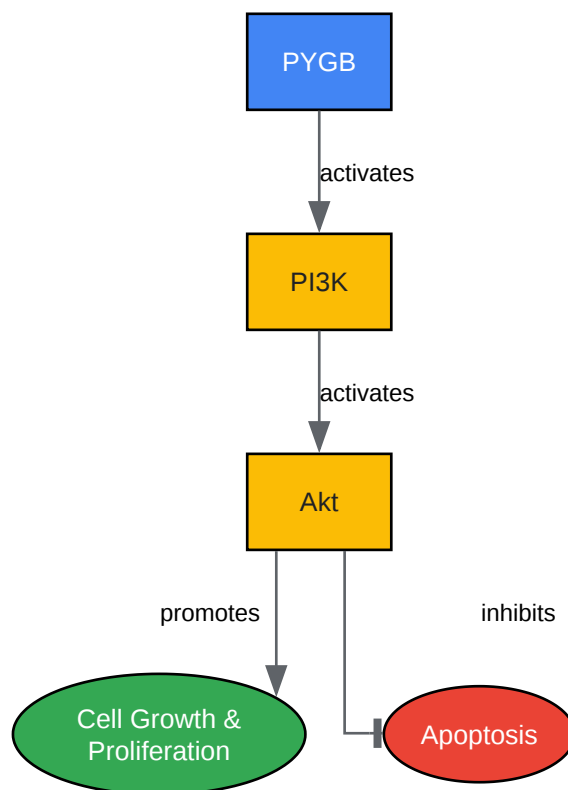 PYGB
activates
PI3K
activates
Akt
promotes
inhibits
Cell Growth &
Proliferation
Apoptosis